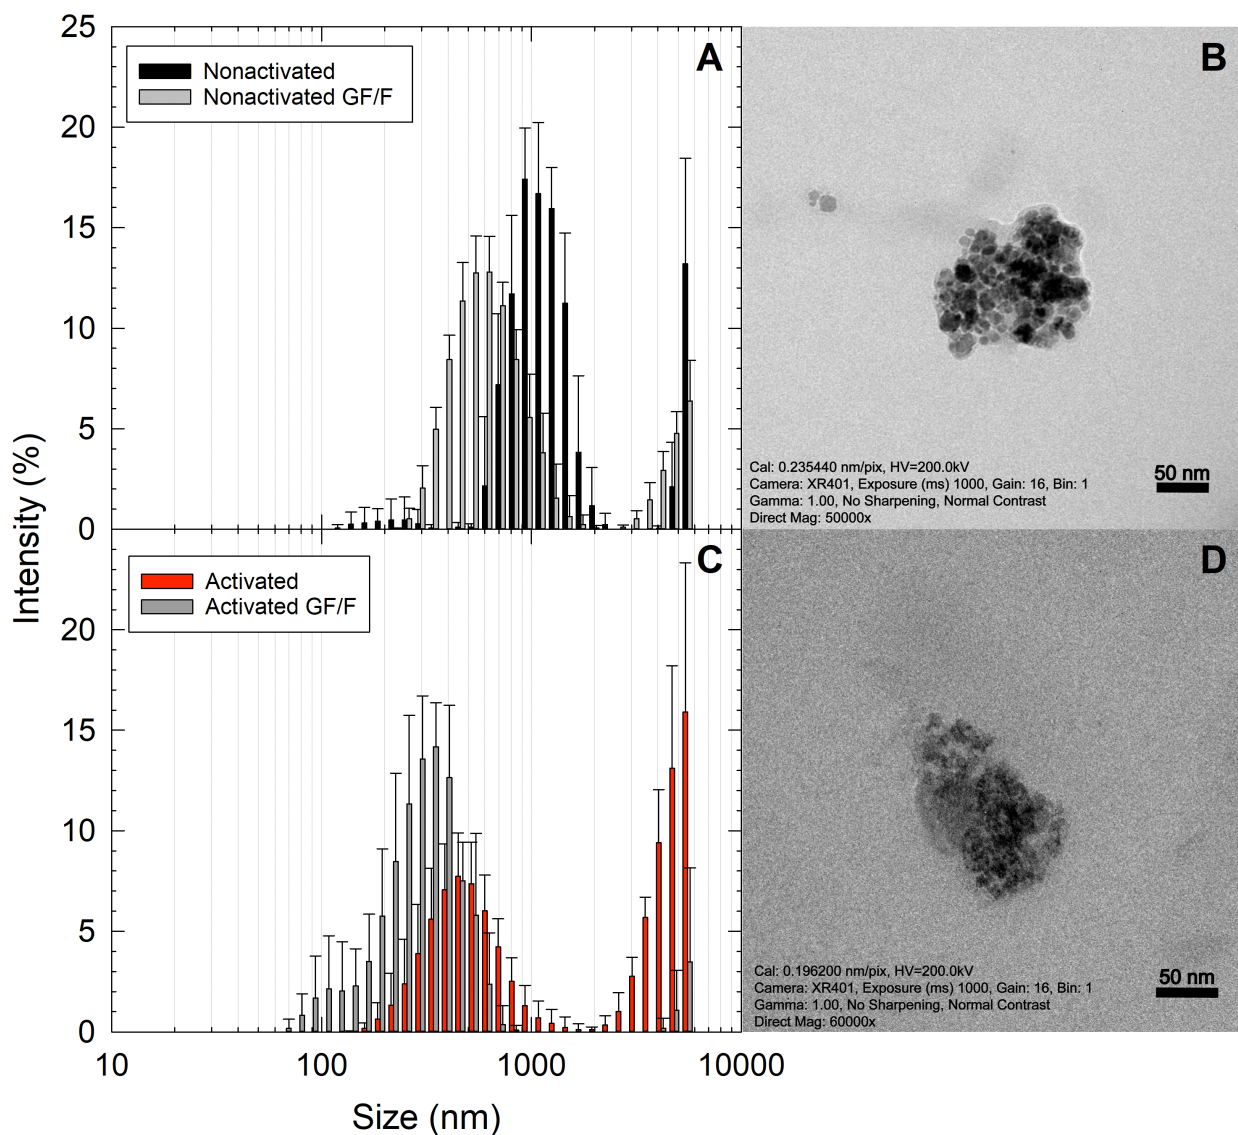 25
20
15
10
5
0
Nonactivated
Nonactivated GF/F
A
B
Cal: 0.235440 nm/pix, HV=200.0kV
Camera: XR401, Exposure (ms) 1000, Gain: 16, Bin: 1
Gamma: 1.00, No Sharpening, Normal Contrast
Direct Mag: 50000x
50 nm
Intensity (%)
20
15
10
5
0
Activated
Activated GF/F
C
D
Cal: 0.196200 nm/pix, HV=200.0kV
Camera: XR401, Exposure (ms) 1000, Gain: 16, Bin: 1
Gamma: 1.00, No Sharpening, Normal Contrast
Direct Mag: 60000x
50 nm
10 100 1000 10000
Size (nm)